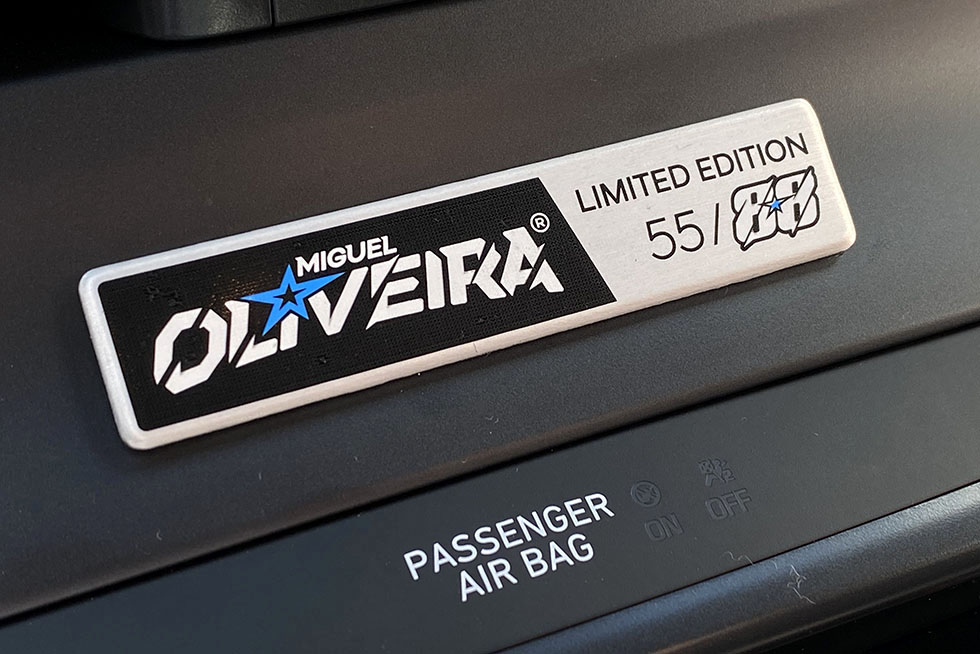 MIGUEL
OLIVEIRA®
LIMITED EDITION
55/88
PASSENGER
AIR BAG
ON OFF